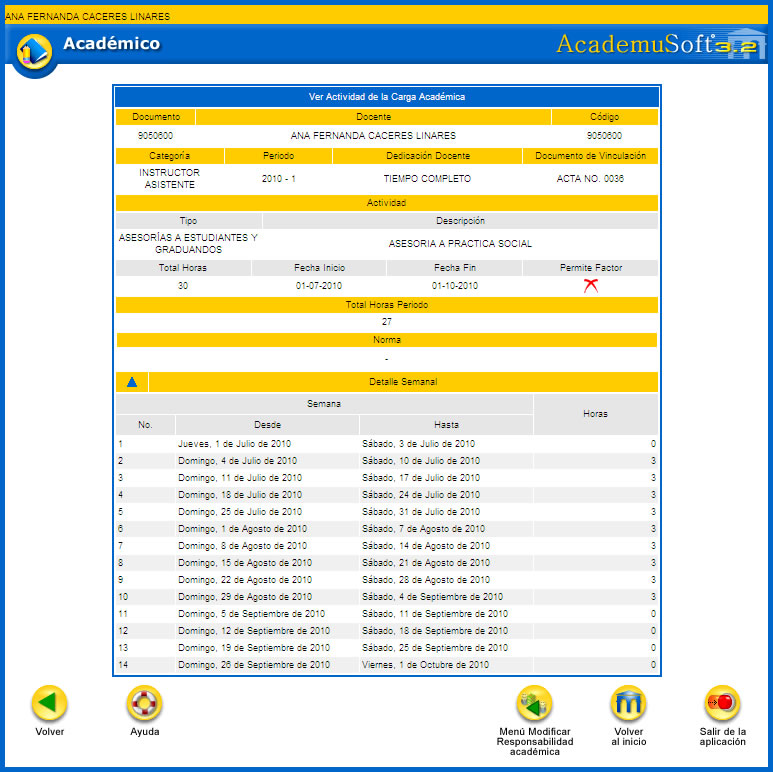 ANA FERNANDA CACERES LINARES
Académico
AcademuSoft 3.2
Ver Actividad de la Carga Académica
Documento Docente Código
9050600 ANA FERNANDA CACERES LINARES 9050600
Categoría Periodo Dedicación Docente Documento de Vinculación
INSTRUCTOR ASISTENTE 2010 - 1 TIEMPO COMPLETO ACTA NO. 0036
Actividad
Tipo Descripción
ASESORÍAS A ESTUDIANTES Y GRADUANDOS ASESORIA A PRACTICA SOCIAL
Total Horas Fecha Inicio Fecha Fin Permite Factor
30 01-07-2010 01-10-2010
Total Horas Periodo
27
Norma
-
Detalle Semanal
Semana Horas
No. Desde Hasta
1 Jueves, 1 de Julio de 2010 Sábado, 3 de Julio de 2010 0
2 Domingo, 4 de Julio de 2010 Sábado, 10 de Julio de 2010 3
3 Domingo, 11 de Julio de 2010 Sábado, 17 de Julio de 2010 3
4 Domingo, 18 de Julio de 2010 Sábado, 24 de Julio de 2010 3
5 Domingo, 25 de Julio de 2010 Sábado, 31 de Julio de 2010 3
6 Domingo, 1 de Agosto de 2010 Sábado, 7 de Agosto de 2010 3
7 Domingo, 8 de Agosto de 2010 Sábado, 14 de Agosto de 2010 3
8 Domingo, 15 de Agosto de 2010 Sábado, 21 de Agosto de 2010 3
9 Domingo, 22 de Agosto de 2010 Sábado, 28 de Agosto de 2010 3
10 Domingo, 29 de Agosto de 2010 Sábado, 4 de Septiembre de 2010 3
11 Domingo, 5 de Septiembre de 2010 Sábado, 11 de Septiembre de 2010 0
12 Domingo, 12 de Septiembre de 2010 Sábado, 18 de Septiembre de 2010 0
13 Domingo, 19 de Septiembre de 2010 Sábado, 25 de Septiembre de 2010 0
14 Domingo, 26 de Septiembre de 2010 Viernes, 1 de Octubre de 2010 0
Volver
Ayuda
Menú Modificar
Responsabilidad
académica
Volver
al inicio
Salir de la
aplicación